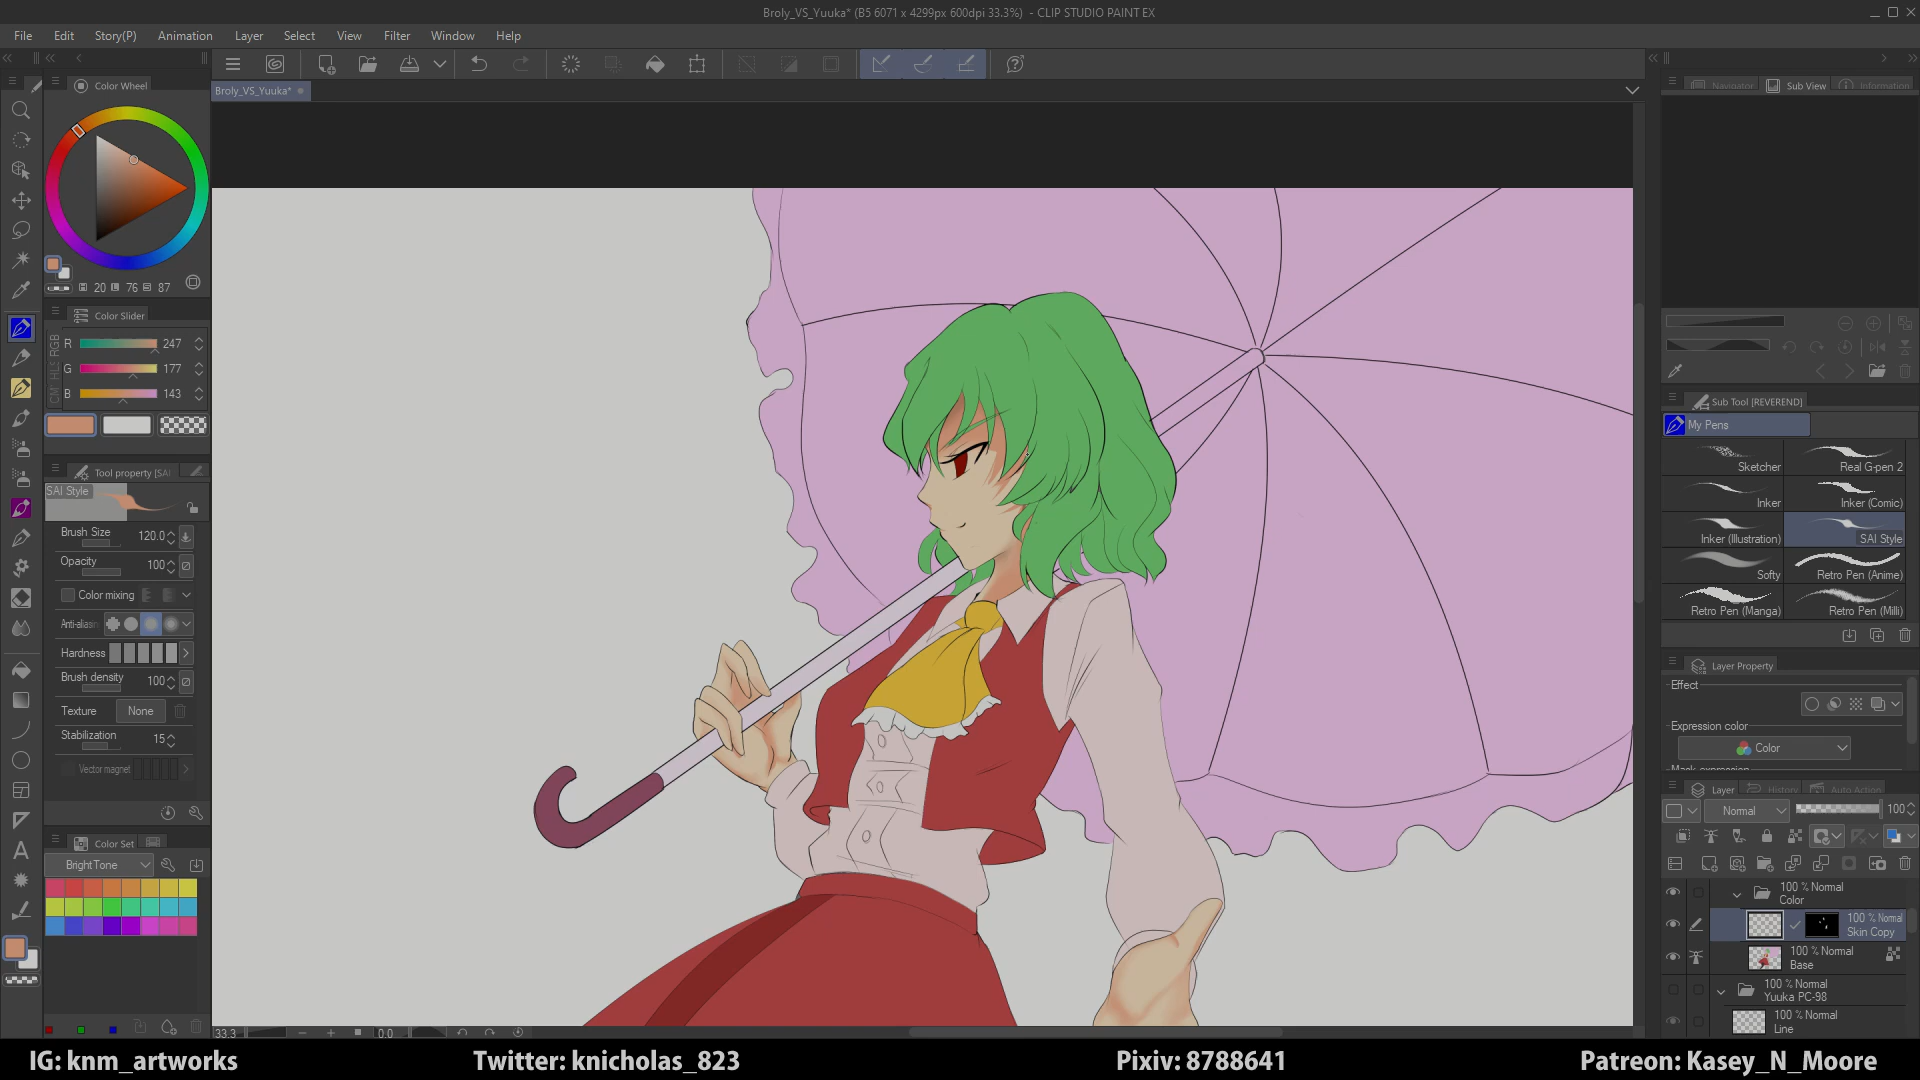 Broly_VS_Yuuka* (B5 6071 x 4299px 600dpi 33.3%)  - CLIP STUDIO PAINT EX
File Edit Story(P) Animation Layer Select View Filter Window Help
Color Wheel
Broly_VS_Yuuka*
Navigator Sub View Information
H 20 L 76 S 87
Color Slider
RGB
R 247
G 177
B 143
Tool property [SAI
SAI Style
Brush Size 120.0
Opacity 100
Color mixing
Anti-aliasin
Hardness
Brush density 100
Texture None
Stabilization 15
Vector magnet
Color Set
BrightTone
Sub Tool [REVEREND]
My Pens
Sketcher Real G-pen 2
Inker Inker (Comic)
Inker (Illustration) SAI Style
Softy Retro Pen (Anime)
Retro Pen (Manga) Retro Pen (Milli)
Layer Property
Effect
Expression color
Color
Mask expression
Layer History Auto Action
Normal 100
100 % Normal
Color
100 % Normal
Skin Copy
100 % Normal
Base
100 % Normal
Yuuka PC-98
100 % Normal
Line
33.3 0.0
IG: knm_artworks Twitter: knicholas_823 Pixiv: 8788641 Patreon: Kasey_N_Moore